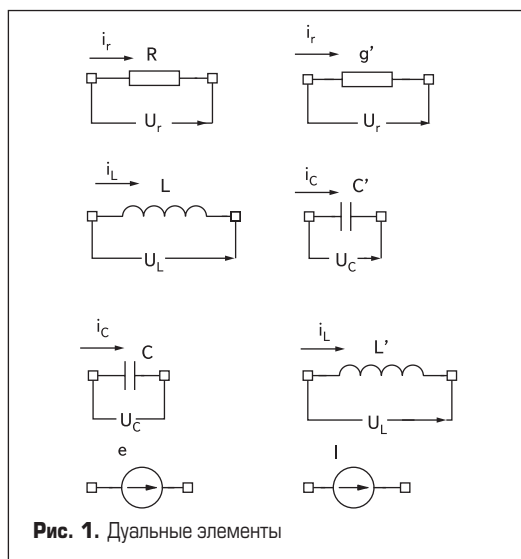 i_r R
i_r g'
U_r
U_r
i_L L
i_C C'
U_L
U_C
i_C C
i_L L'
U_C
U_L
e
I
Рис. 1. Дуальные элементы